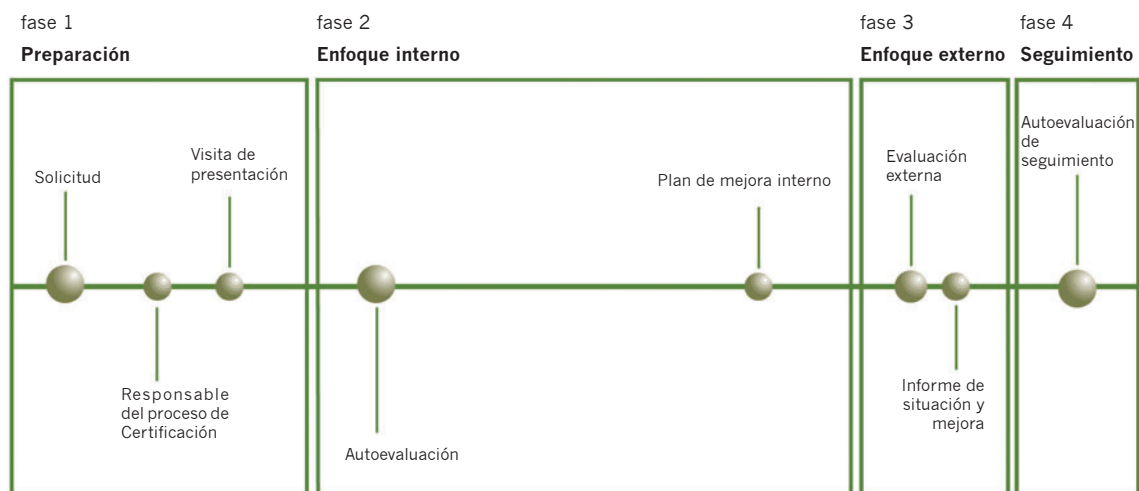 fase 1
Preparación
fase 2
Enfoque interno
fase 3
Enfoque externo
fase 4
Seguimiento
Solicitud
Responsable
del proceso de
Certificación
Visita de
presentación
Autoevaluación
Plan de mejora interno
Evaluación
externa
Informe de
situación y
mejora
Autoevaluación
de
seguimiento